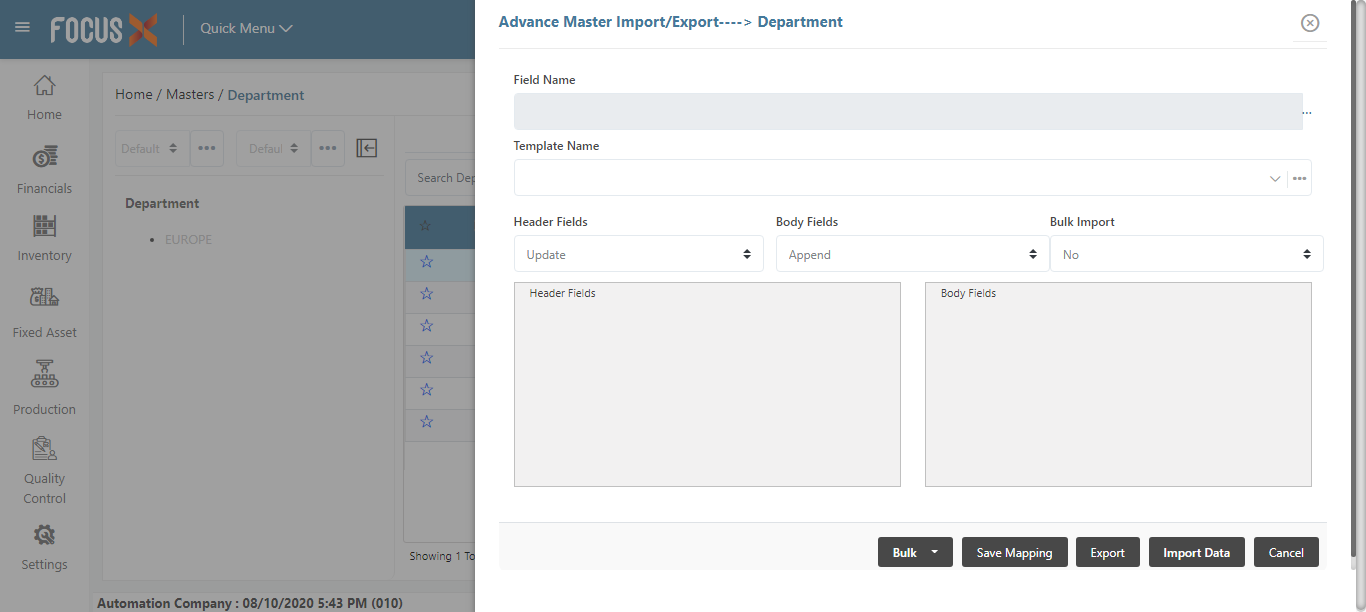 FOCUS X
Quick Menu
Advance Master Import/Export----> Department
Home
Financials
Inventory
Fixed Asset
Production
Quality
Control
Settings
Home / Masters / Department
Default
Defaul
Department
EUROPE
Search Dep
Showing 1 To
Field Name
...
Template Name
Header Fields Body Fields Bulk Import
Update Append No
Header Fields Body Fields
Bulk Save Mapping Export Import Data Cancel
Automation Company : 08/10/2020 5:43 PM (010)